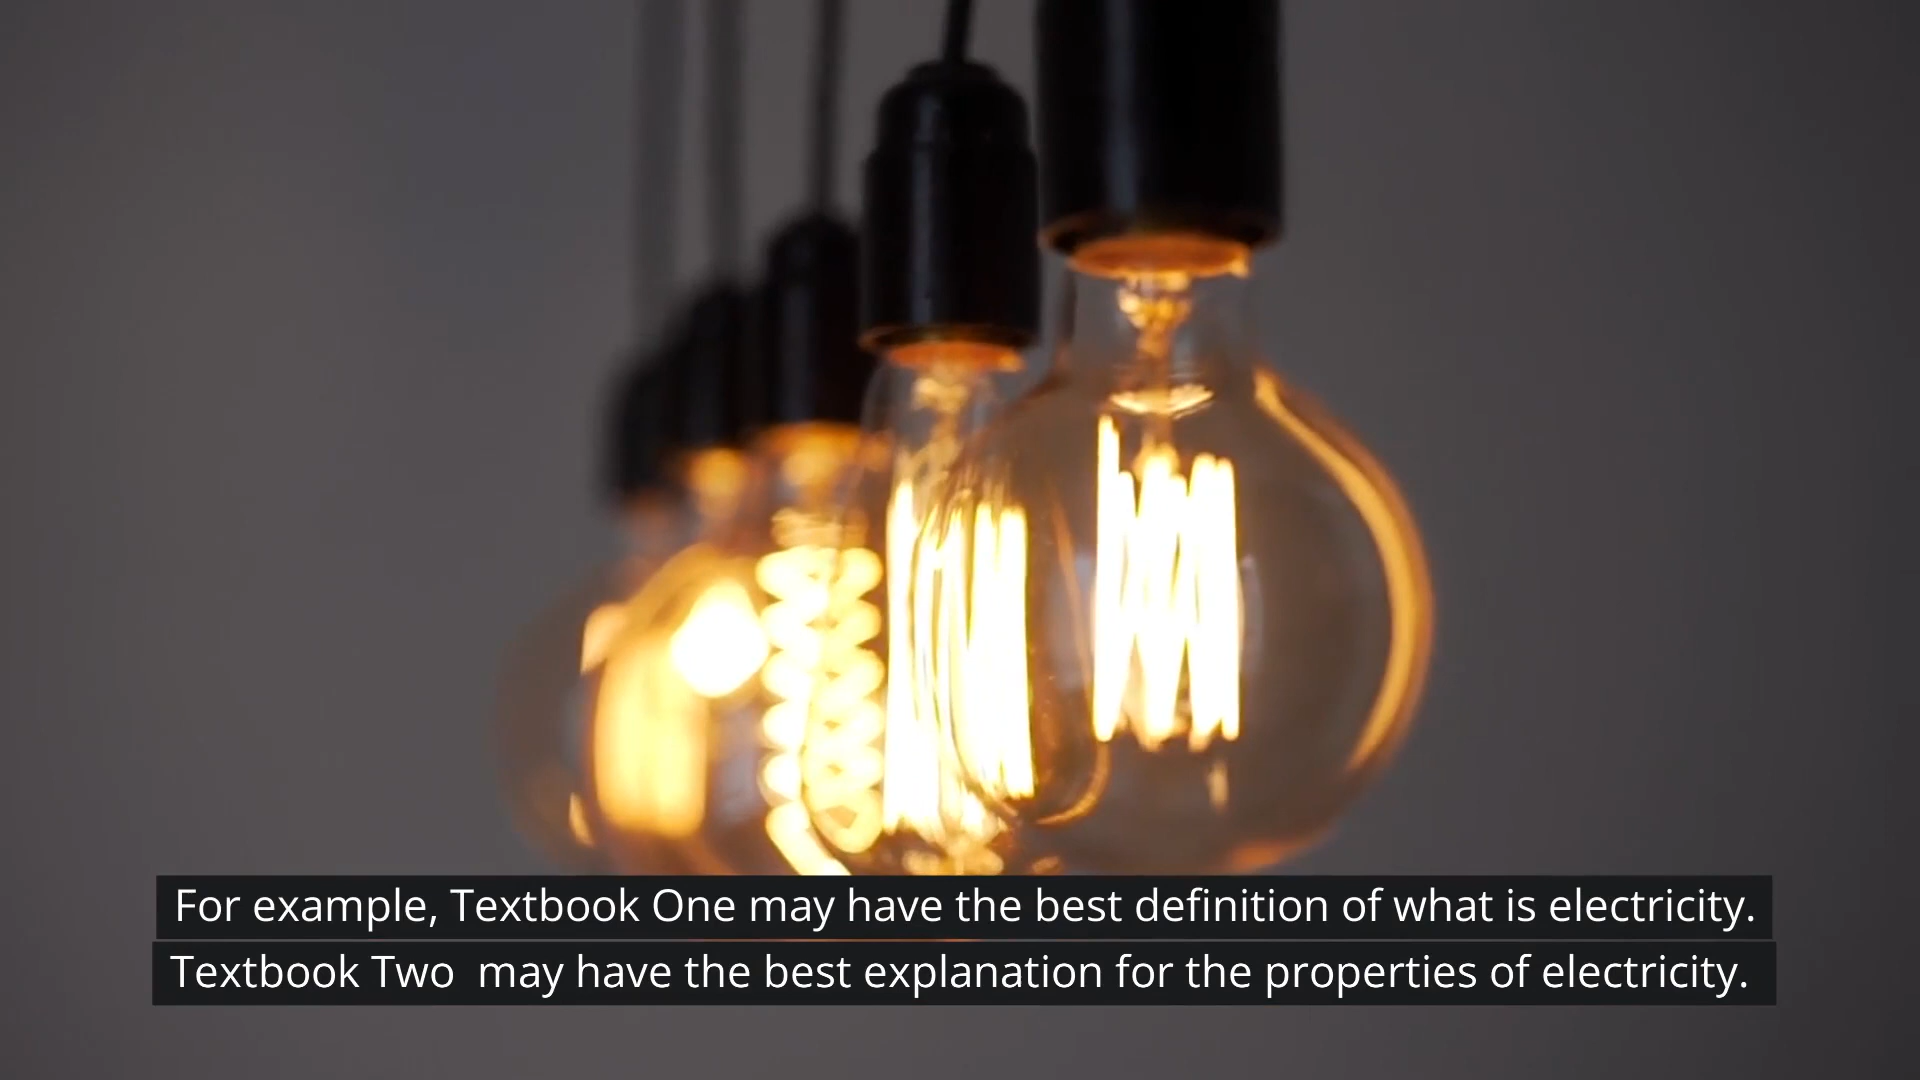 For example, Textbook One may have the best definition of what is electricity.
Textbook Two  may have the best explanation for the properties of electricity.